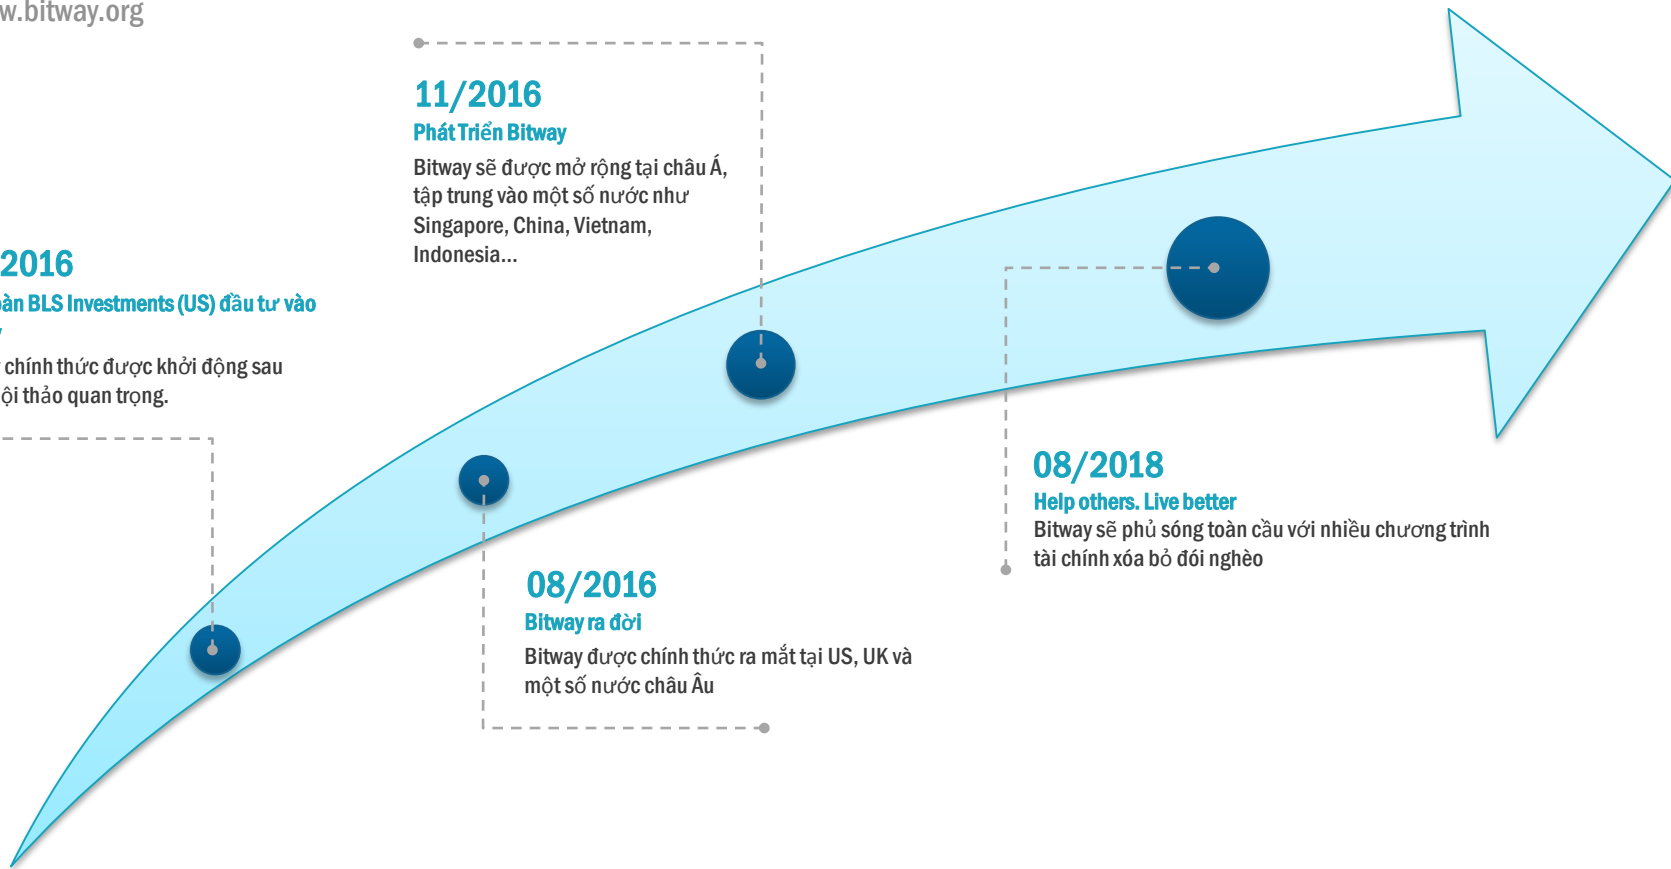 w.bitway.org
11/2016
Phát Triển Bitway
Bitway sẽ được mở rộng tại châu Á,
tập trung vào một số nước như
Singapore, China, Vietnam,
Indonesia...
2016
àn BLS Investments (US) đầu tư vào
chính thức được khởi động sau
ội thảo quan trọng.
08/2016
Bitway ra đời
Bitway được chính thức ra mắt tại US, UK và
một số nước châu Âu
08/2018
Help others. Live better
Bitway sẽ phủ sóng toàn cầu với nhiều chương trình
tài chính xóa bỏ đói nghèo